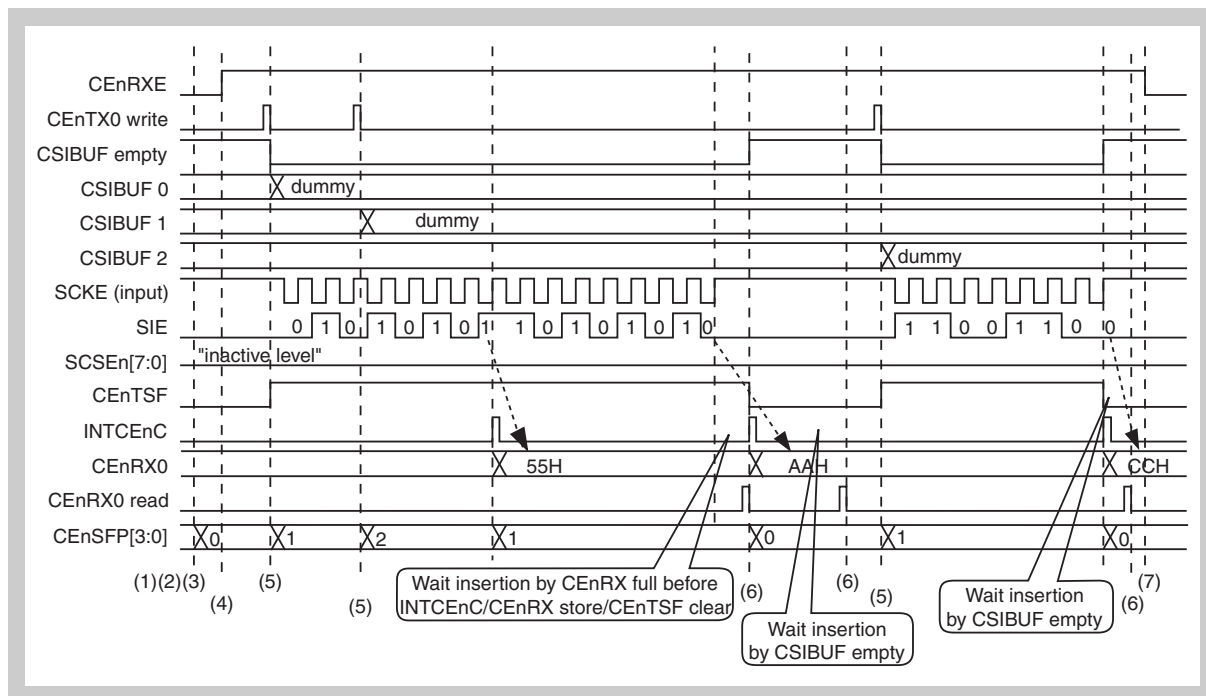 CEnRXE
CEnTX0 write
CSIBUF empty
CSIBUF 0 dummy
CSIBUF 1 dummy
CSIBUF 2 dummy
SCKE (input)
SIE 0 1 0 1 0 1 0 1 1 0 1 0 1 0 1 0 1 1 0 0 1 1 0 0
SCSEn[7:0] "inactive level"
CEnTSF
INTCEnC
CEnRX0 55H AAH CCH
CEnRX0 read
CEnSFP[3:0] 0 1 2 1 0 1 0
(1)(2)(3) (4) (5) (5) (6) (6) (5) (6) (7)
Wait insertion by CEnRX full before
INTCEnC/CEnRX store/CEnTSF clear
Wait insertion
by CSIBUF empty
Wait insertion
by CSIBUF empty